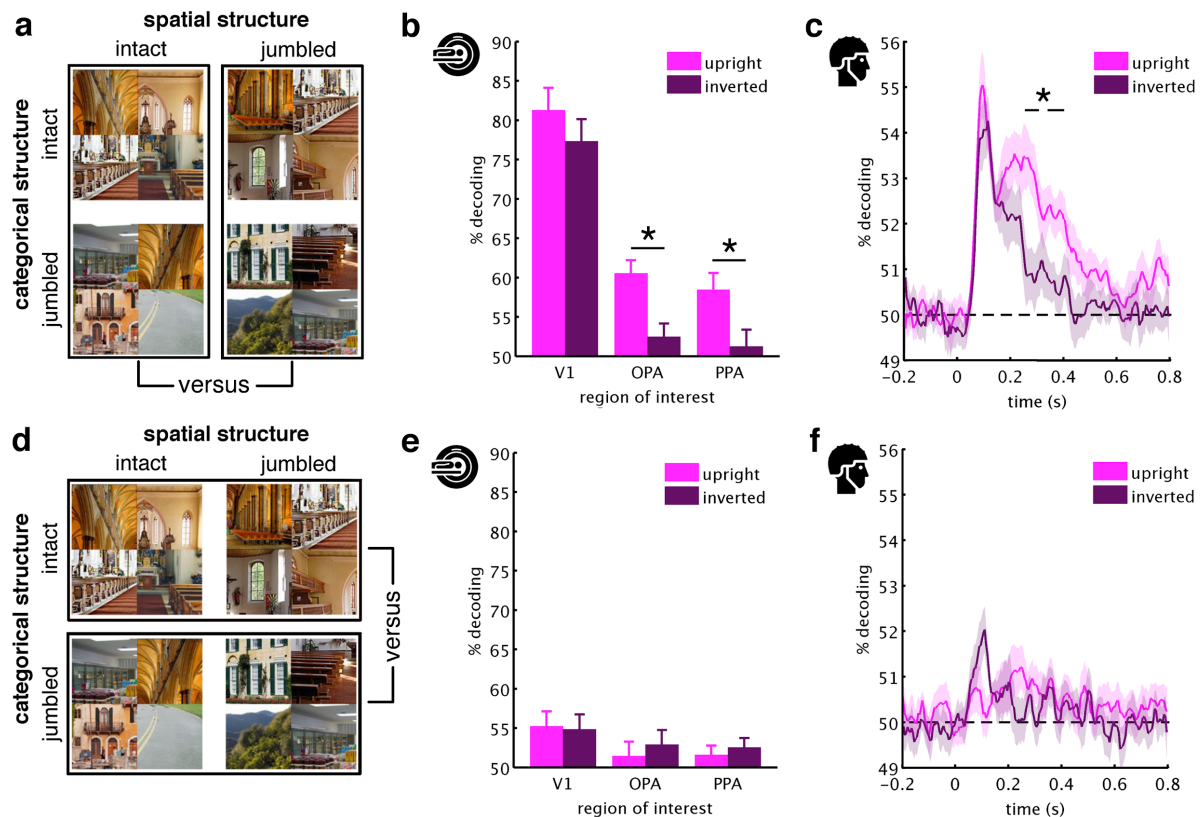 a
spatial structure
intact
jumbled
categorical structure
intact
jumbled
versus
b
% decoding
90
85
80
75
70
65
60
55
50
upright
inverted
*
*
V1
OPA
PPA
region of interest
c
% decoding
56
55
54
53
52
51
50
49
upright
inverted
*
−0.2
0
0.2
0.4
0.6
0.8
time (s)
d
spatial structure
intact
jumbled
categorical structure
intact
jumbled
versus
e
% decoding
90
85
80
75
70
65
60
55
50
upright
inverted
V1
OPA
PPA
region of interest
f
% decoding
56
55
54
53
52
51
50
49
upright
inverted
-0.2
0
0.2
0.4
0.6
0.8
time (s)